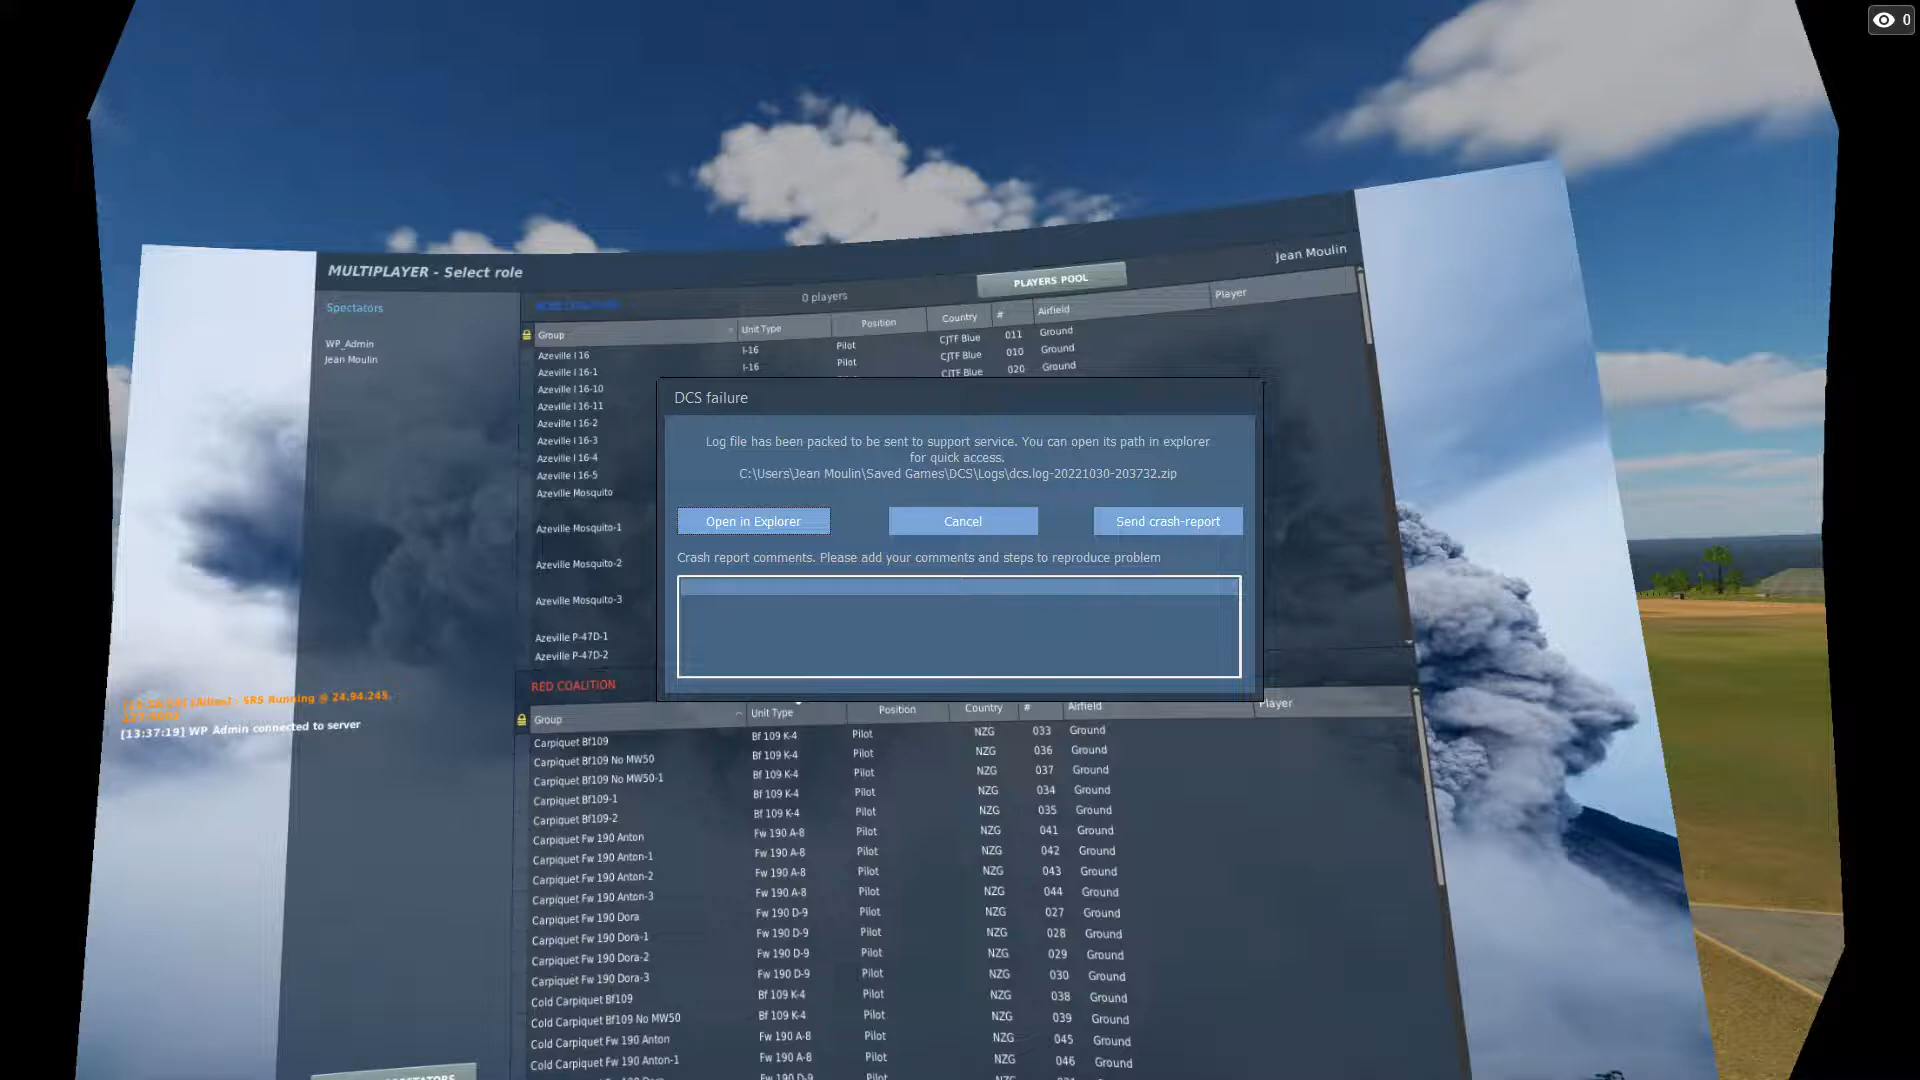 0
MULTIPLAYER - Select role
Jean Moulin
Spectators
WP_Admin
Jean Moulin
0 players
PLAYERS POOL
Group Unit Type Position Country # Airfield Player
Azeville I 16 I-16 Pilot CJTF Blue 011 Ground
Azeville I 16-1 I-16 Pilot CJTF Blue 010 Ground
Azeville I 16-10 CJTF Blue 020 Ground
Azeville I 16-11
Azeville I 16-2
Azeville I 16-3
Azeville I 16-4
Azeville I 16-5
Azeville Mosquito
Azeville Mosquito-1
Azeville Mosquito-2
Azeville Mosquito-3
Azeville P-47D-1
Azeville P-47D-2
DCS failure
Log file has been packed to be sent to support service. You can open its path in explorer
for quick access.
C:\Users\Jean Moulin\Saved Games\DCS\Logs\dcs.log-20221030-203732.zip
Open in Explorer
Cancel
Send crash-report
Crash report comments. Please add your comments and steps to reproduce problem
SRS Running @ 24.94.245.
[13:37:19] WP Admin connected to server
RED COALITION
Group Unit Type Position Country # Airfield Player
Carpiquet Bf109 Bf 109 K-4 Pilot NZG 033 Ground
Carpiquet Bf109 No MW50 Bf 109 K-4 Pilot NZG 036 Ground
Carpiquet Bf109 No MW50-1 Bf 109 K-4 Pilot NZG 037 Ground
Carpiquet Bf109-1 Bf 109 K-4 Pilot NZG 034 Ground
Carpiquet Bf109-2 Bf 109 K-4 Pilot NZG 035 Ground
Carpiquet Fw 190 Anton Fw 190 A-8 Pilot NZG 041 Ground
Carpiquet Fw 190 Anton-1 Fw 190 A-8 Pilot NZG 042 Ground
Carpiquet Fw 190 Anton-2 Fw 190 A-8 Pilot NZG 043 Ground
Carpiquet Fw 190 Anton-3 Fw 190 A-8 Pilot NZG 044 Ground
Carpiquet Fw 190 Dora Fw 190 D-9 Pilot NZG 027 Ground
Carpiquet Fw 190 Dora-1 Fw 190 D-9 Pilot NZG 028 Ground
Carpiquet Fw 190 Dora-2 Fw 190 D-9 Pilot NZG 029 Ground
Carpiquet Fw 190 Dora-3 Fw 190 D-9 Pilot NZG 030 Ground
Cold Carpiquet Bf109 Bf 109 K-4 Pilot NZG 038 Ground
Cold Carpiquet Bf109 No MW50 Bf 109 K-4 Pilot NZG 039 Ground
Cold Carpiquet Fw 190 Anton Fw 190 A-8 Pilot NZG 045 Ground
Cold Carpiquet Fw 190 Anton-1 Fw 190 A-8 Pilot NZG 046 Ground
Fw 190 D-9 Pilot